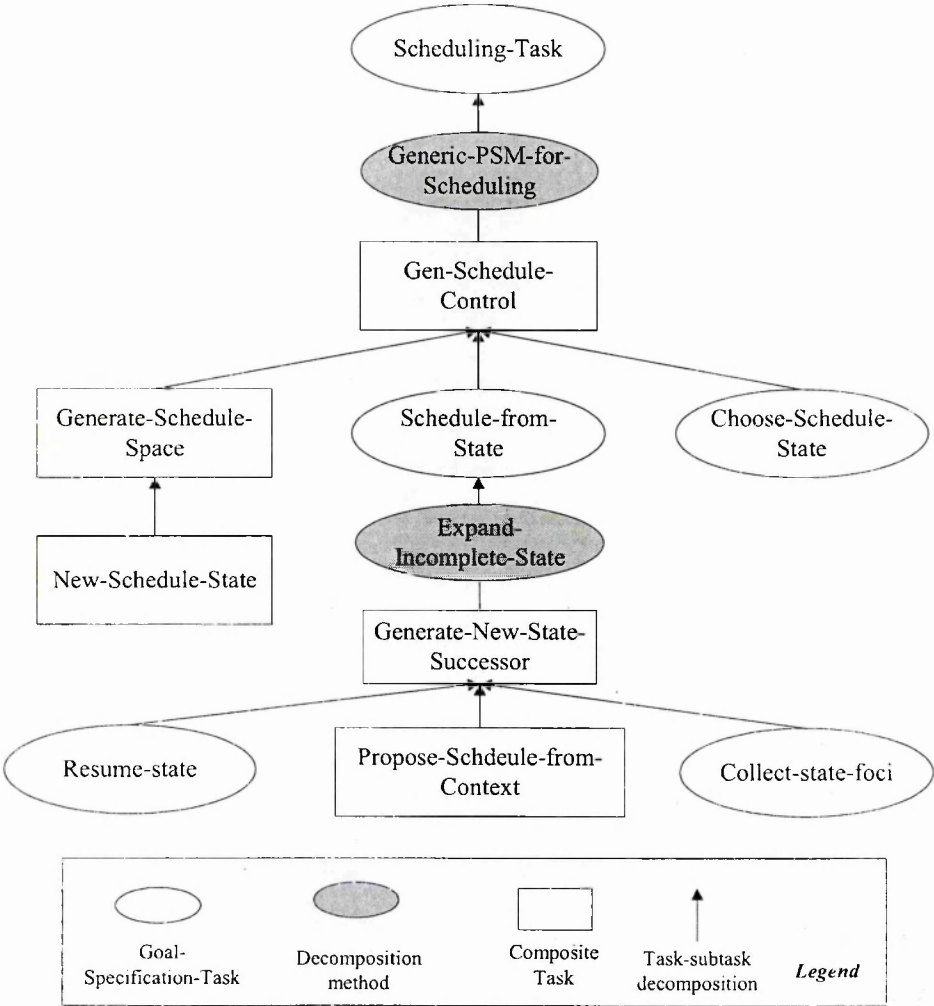 Scheduling-Task
Generic-PSM-for-
Scheduling
Gen-Schedule-
Control
Generate-Schedule-
Space
Schedule-from-
State
Choose-Schedule-
State
New-Schedule-State
Expand-
Incomplete-State
Generate-New-State-
Successor
Resume-state
Propose-Schdeule-from-
Context
Collect-state-foci
Goal-
Specification-Task
Decomposition
method
Composite
Task
Task-subtask
decomposition
Legend